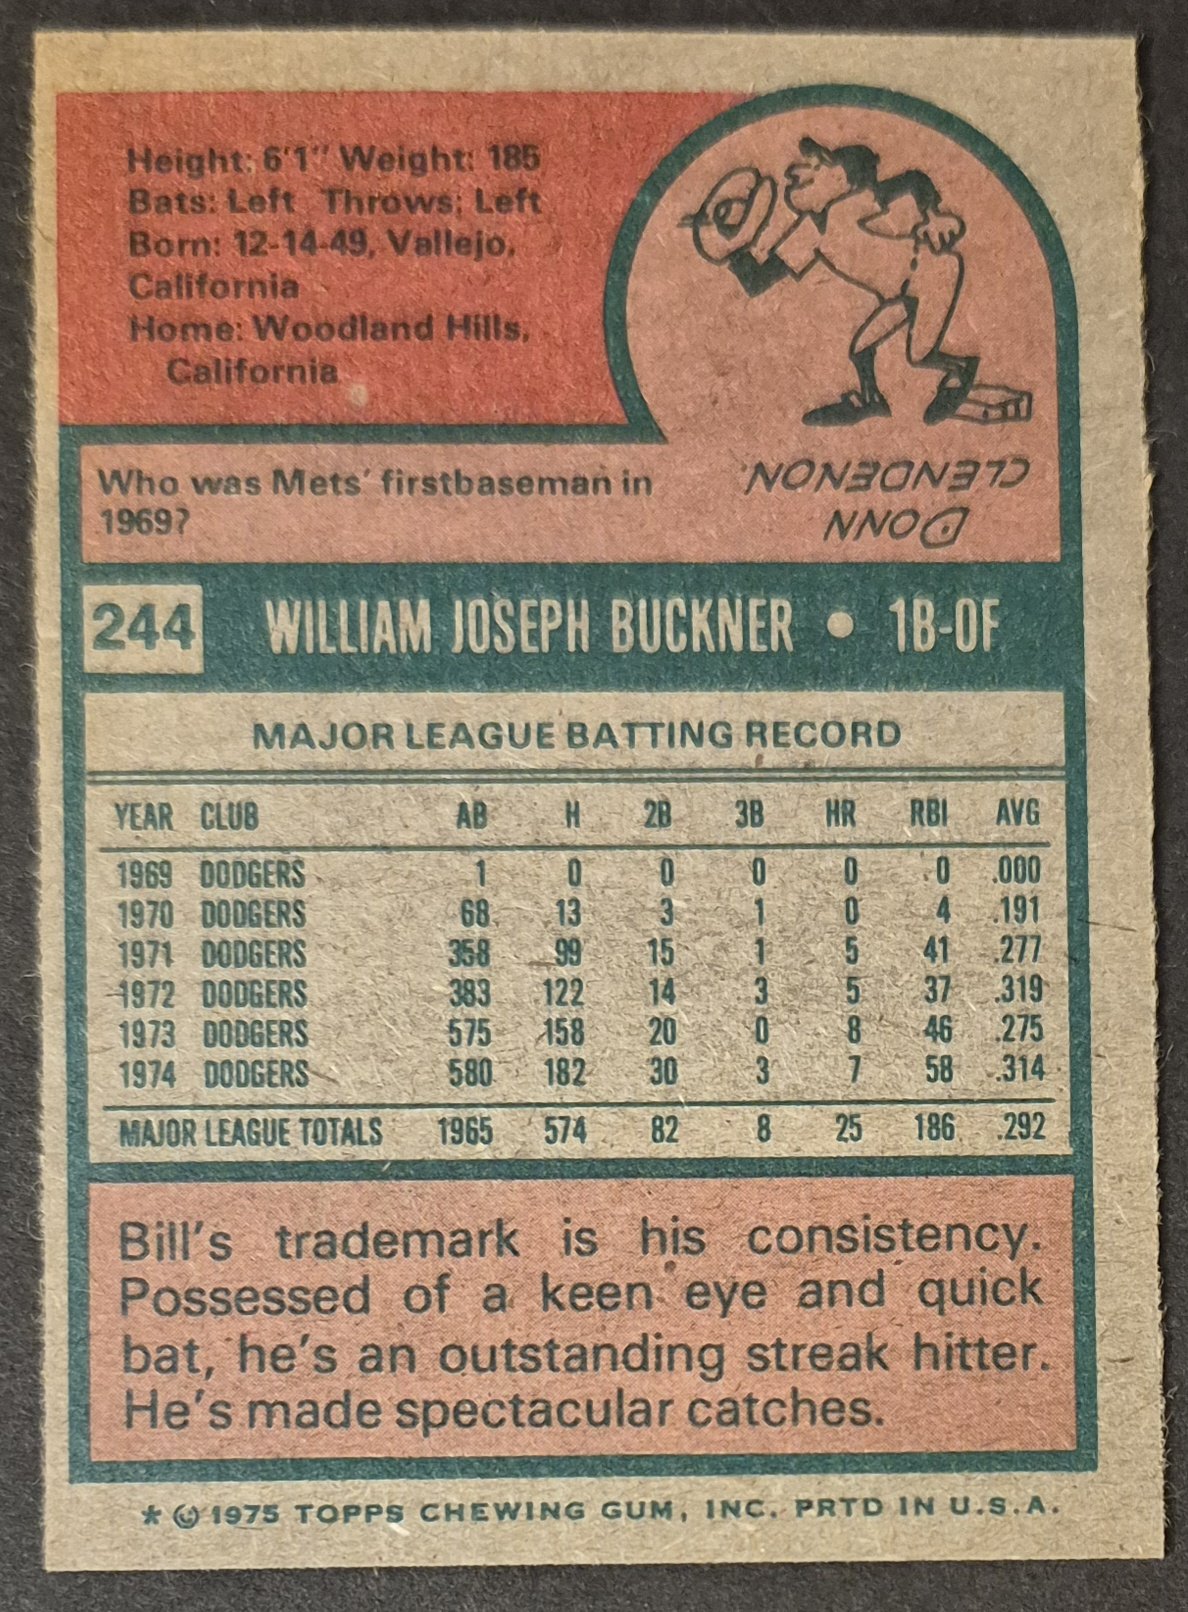 Height: 6'1" Weight: 185
Bats: Left Throws: Left
Born: 12-14-49, Vallejo,
California
Home: Woodland Hills,
California
Who was Mets' firstbaseman in
1969?
DONN
CLENDENON.
244 WILLIAM JOSEPH BUCKNER • 1B-OF
MAJOR LEAGUE BATTING RECORD
YEAR CLUB AB H 2B 3B HR RBI AVG
1969 DODGERS 1 0 0 0 0 0 .000
1970 DODGERS 68 13 3 1 0 4 .191
1971 DODGERS 358 99 15 1 5 41 .277
1972 DODGERS 383 122 14 3 5 37 .319
1973 DODGERS 575 158 20 0 8 46 .275
1974 DODGERS 580 182 30 3 7 58 .314
MAJOR LEAGUE TOTALS 1965 574 82 8 25 186 .292
Bill's trademark is his consistency.
Possessed of a keen eye and quick
bat, he's an outstanding streak hitter.
He's made spectacular catches.
* © 1975 TOPPS CHEWING GUM, INC. PRTD IN U.S.A.